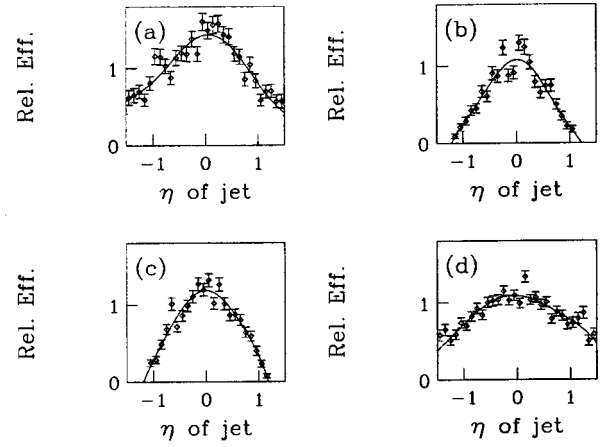 (a)
Rel. Eff.
1
0
−1 0 1
η of jet
(b)
Rel. Eff.
1
0
−1 0 1
η of jet
(c)
Rel. Eff.
1
0
−1 0 1
η of jet
(d)
Rel. Eff.
1
0
−1 0 1
η of jet